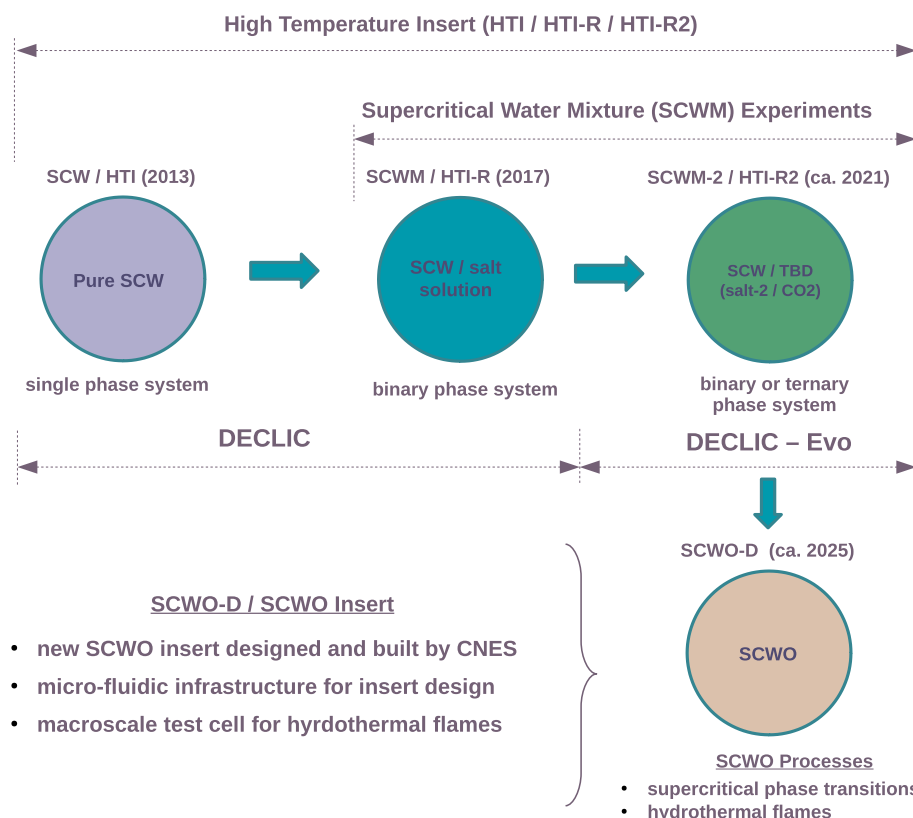 High Temperature Insert (HTI / HTI-R / HTI-R2)
Supercritical Water Mixture (SCWM) Experiments
SCW / HTI (2013)
SCWM / HTI-R (2017)
SCWM-2 / HTI-R2 (ca. 2021)
Pure SCW
SCW / salt
solution
SCW / TBD
(salt-2 / CO2)
single phase system
binary phase system
binary or ternary
phase system
DECLIC
DECLIC – Evo
SCWO-D (ca. 2025)
SCWO-D / SCWO Insert
• new SCWO insert designed and built by CNES
• micro-fluidic infrastructure for insert design
• macroscale test cell for hyrdothermal flames
SCWO
SCWO Processes
• supercritical phase transitions
• hydrothermal flames